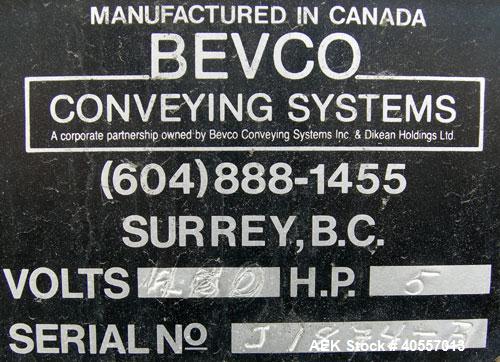 MANUFACTURED IN CANADA
BEVCO
CONVEYING SYSTEMS
A corporate partnership owned by Bevco Conveying Systems Inc. & Dikean Holdings Ltd.
(604) 888-1455
SURREY, B.C.
VOLTS 480 H.P. 5
SERIAL No
AEK Stock# 40557043